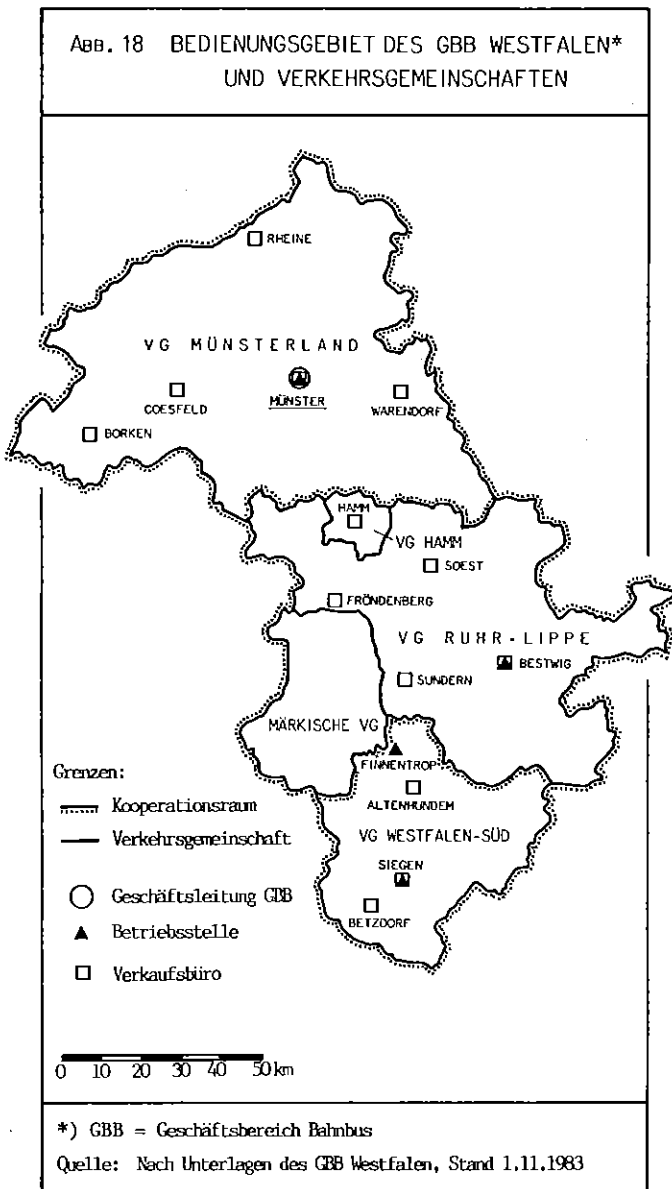 ABB. 18 BEDIENUNGSGEBIET DES GBB WESTFALEN*
UND VERKEHRSGEMEINSCHAFTEN
RHEINE
VG MÜNSTERLAND
MÜNSTER
COESFELD
WARENDORF
BORKEN
HAMM
VG HAMM
SOEST
FRÖNDENBERG
VG RUHR-LIPPE
BESTWIG
SUNDERN
MÄRKISCHE VG
FINNENTROP
ALTENHUNDEM
VG WESTFALEN-SÜD
SIEGEN
BETZDORF
Grenzen:
Kooperationsraum
Verkehrsgemeinschaft
Geschäftsleitung GBB
Betriebsstelle
Verkaufsbüro
0 10 20 30 40 50 km
*) GBB = Geschäftsbereich Bahnbus
Quelle: Nach Unterlagen des GBB Westfalen, Stand 1.11.1983